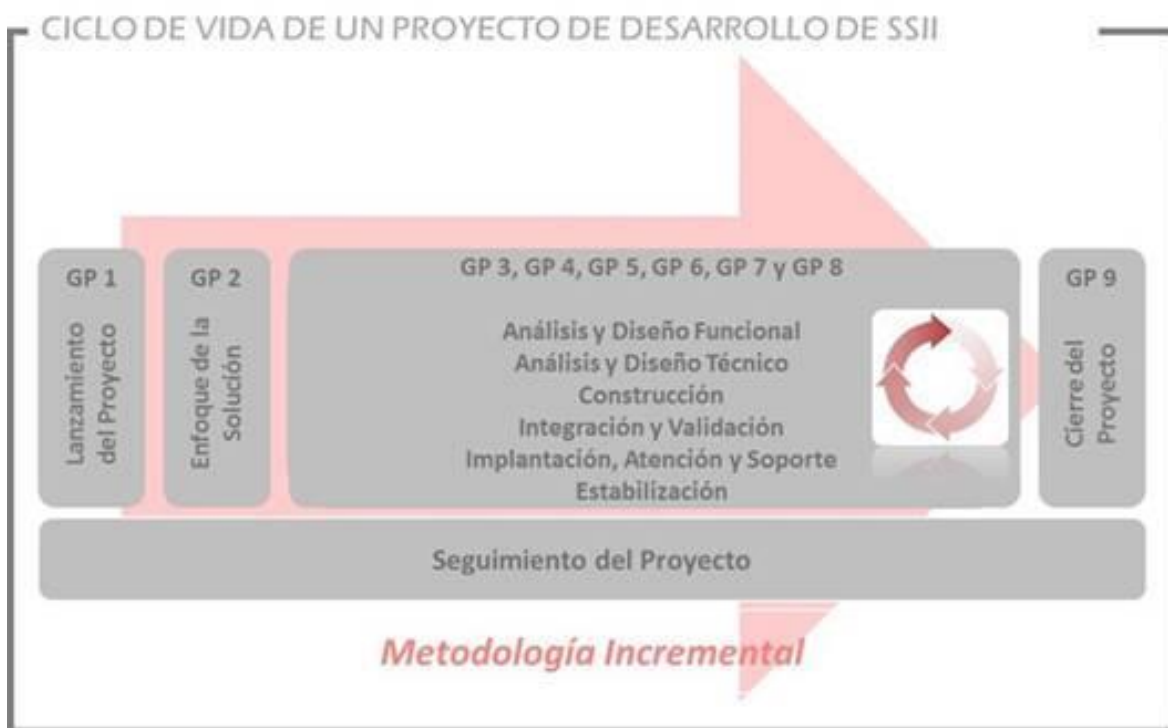 CICLO DE VIDA DE UN PROYECTO DE DESARROLLO DE SSII
GP 1
Lanzamiento
del Proyecto
GP 2
Enfoque de la
Solución
GP 3, GP 4, GP 5, GP 6, GP 7 y GP 8
Análisis y Diseño Funcional
Análisis y Diseño Técnico
Construcción
Integración y Validación
Implantación, Atención y Soporte
Estabilización
GP 9
Cierre del
Proyecto
Seguimiento del Proyecto
Metodología Incremental